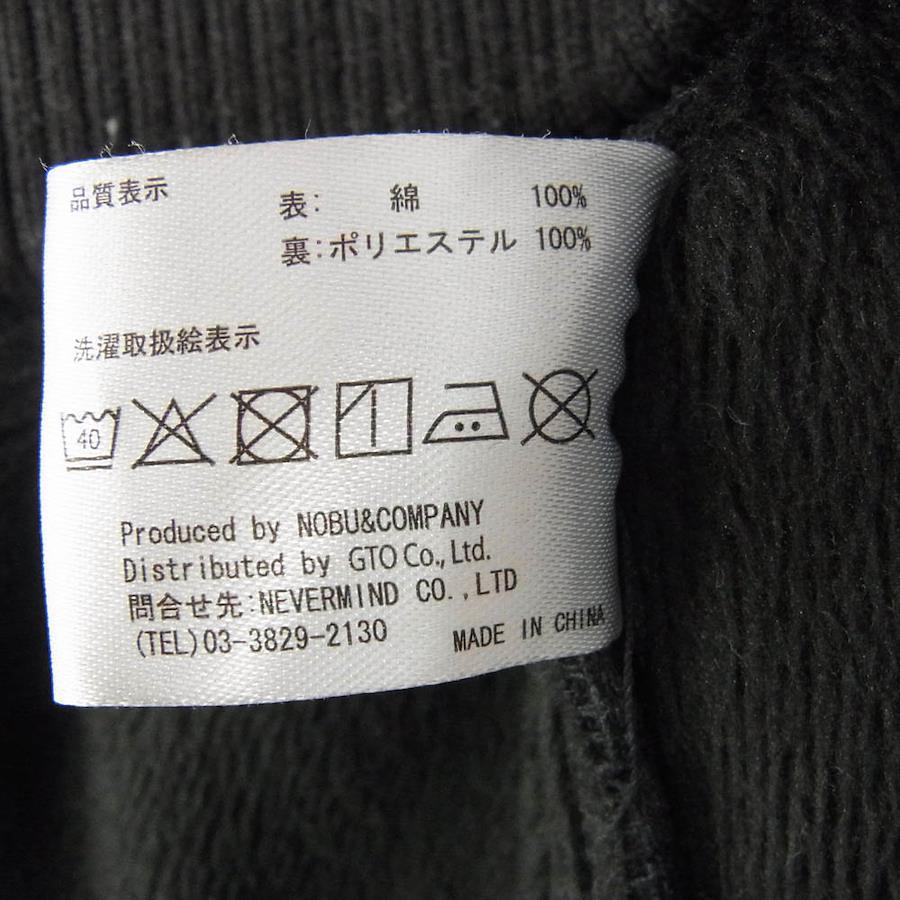 品質表示
表: 綿 100%
裏:ポリエステル 100%
洗濯取扱絵表示
40
Produced by NOBU&COMPANY
Distributed by GTO Co.,Ltd.
問合せ先:NEVERMIND CO.,LTD
(TEL)03-3829-2130
MADE IN CHINA